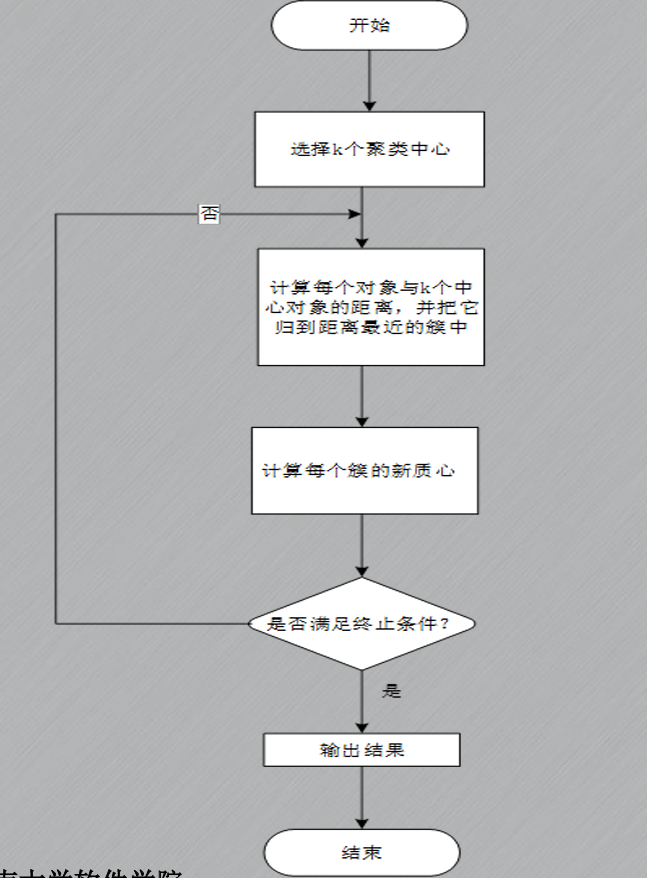 开始
选择k个聚类中心
否
计算每个对象与k个中
心对象的距离，并把它
归到距离最近的簇中
计算每个簇的新质心
是否满足终止条件？
是
输出结果
结束
大学软件学院